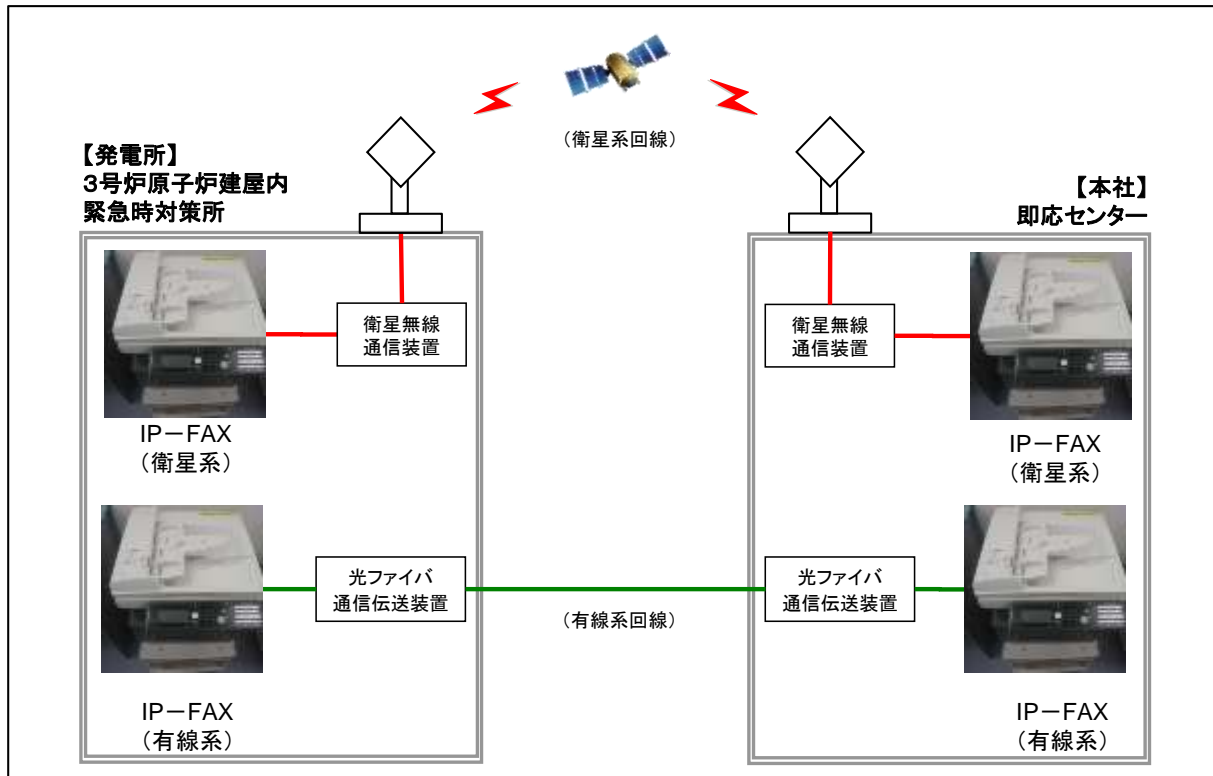 （衛星系回線）
【発電所】
３号炉原子炉建屋内
緊急時対策所
【本社】
即応センター
衛星無線
通信装置
衛星無線
通信装置
IP－FAX
（衛星系）
IP－FAX
（衛星系）
光ファイバ
通信伝送装置
（有線系回線）
光ファイバ
通信伝送装置
IP－FAX
（有線系）
IP－FAX
（有線系）